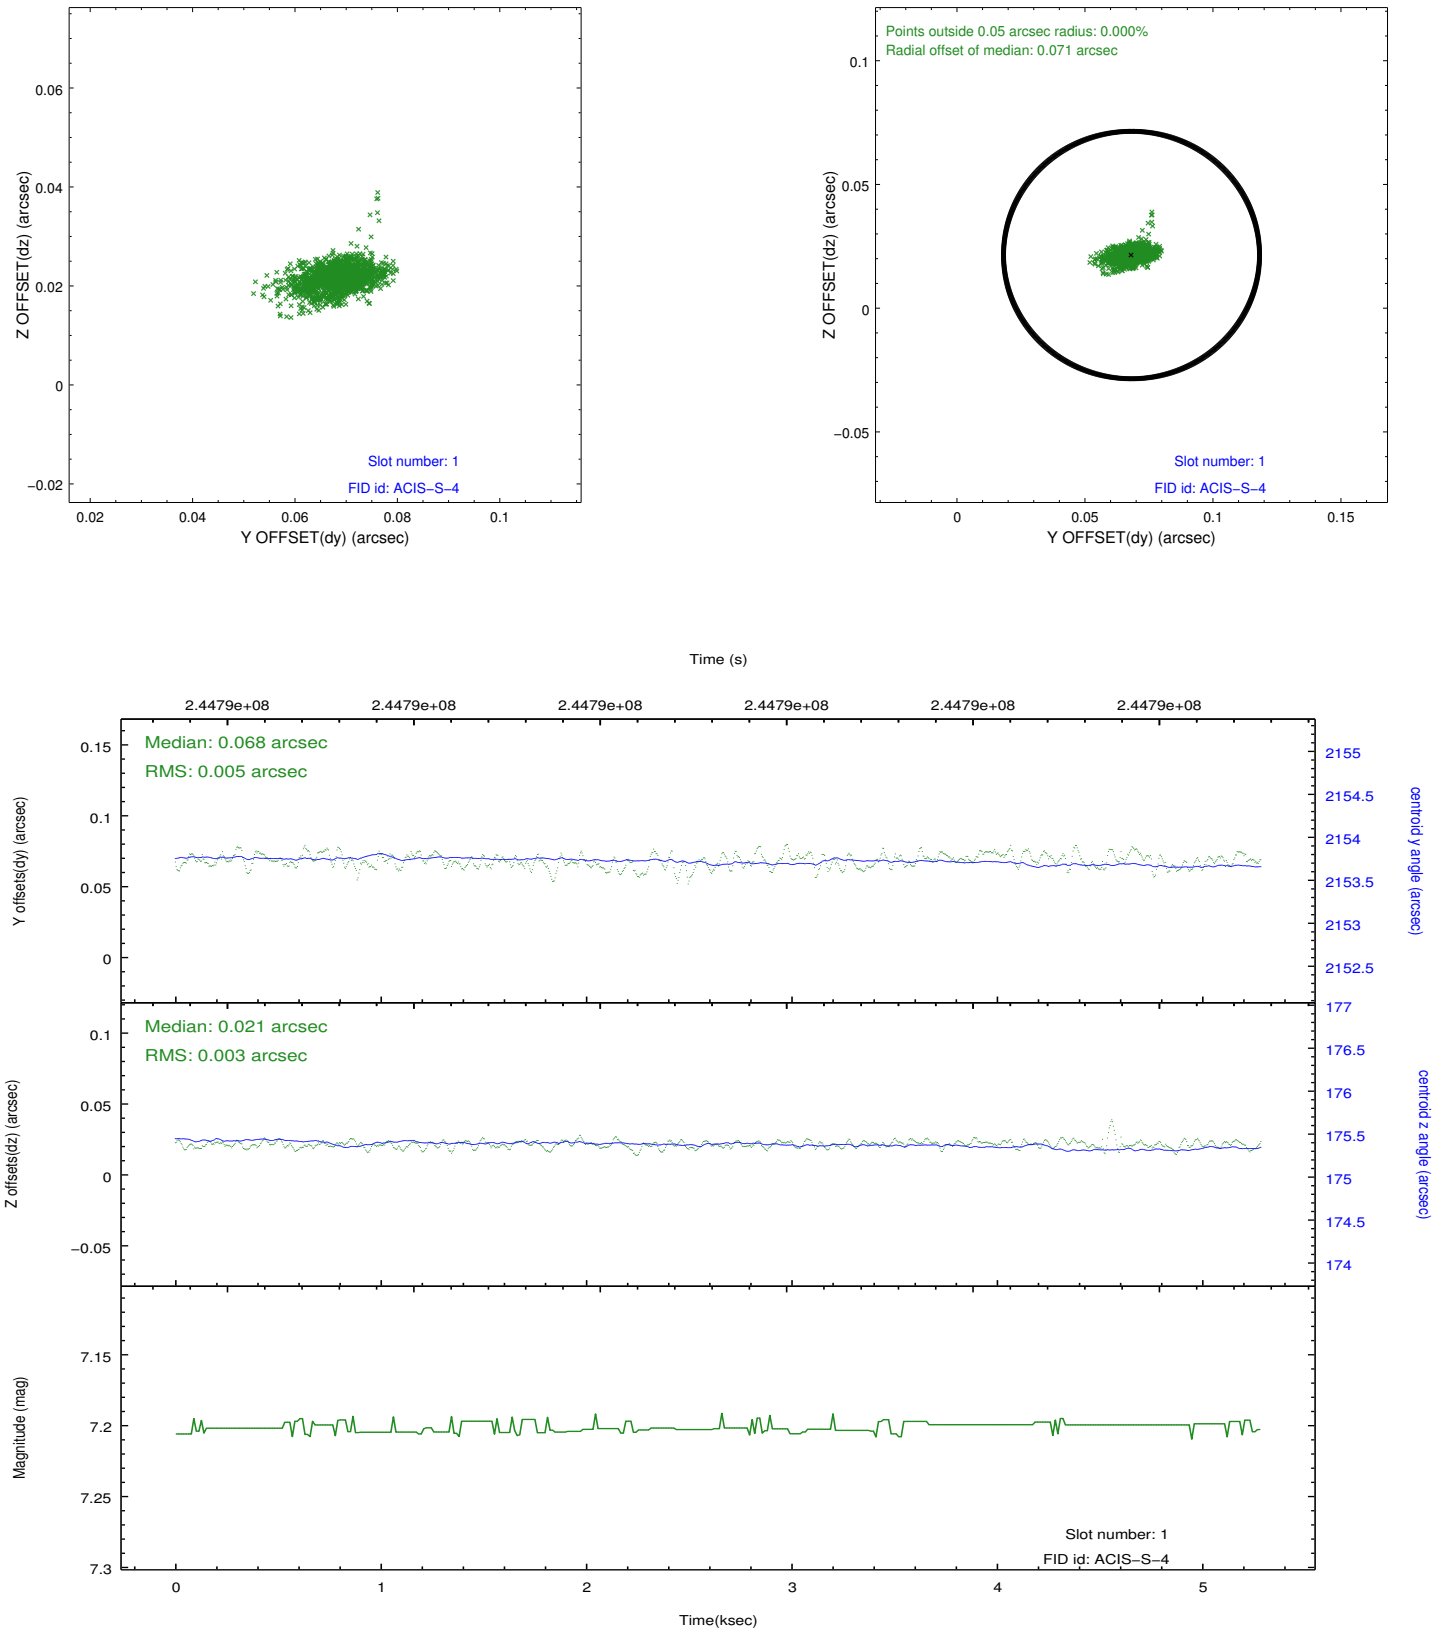 0.06
0.04
0.02
0
−0.02
Z OFFSET(dz) (arcsec)
Slot number: 1
FID id: ACIS−S−4
0.02 0.04 0.06 0.08 0.1
Y OFFSET(dy) (arcsec)
Points outside 0.05 arcsec radius: 0.000%
Radial offset of median: 0.071 arcsec
0.1
0.05
0
−0.05
Z OFFSET(dz) (arcsec)
Slot number: 1
FID id: ACIS−S−4
0 0.05 0.1 0.15
Y OFFSET(dy) (arcsec)
Time (s)
2.4479e+08 2.4479e+08 2.4479e+08 2.4479e+08 2.4479e+08 2.4479e+08
Median: 0.068 arcsec
RMS: 0.005 arcsec
0.15
0.1
0.05
0
Y offsets(dy) (arcsec)
2155
2154.5
2154
2153.5
2153
2152.5
centroid y angle (arcsec)
Median: 0.021 arcsec
RMS: 0.003 arcsec
0.1
0.05
0
−0.05
Z offsets(dz) (arcsec)
177
176.5
176
175.5
175
174.5
174
centroid z angle (arcsec)
7.15
7.2
7.25
7.3
Magnitude (mag)
Slot number: 1
FID id: ACIS−S−4
0 1 2 3 4 5
Time(ksec)